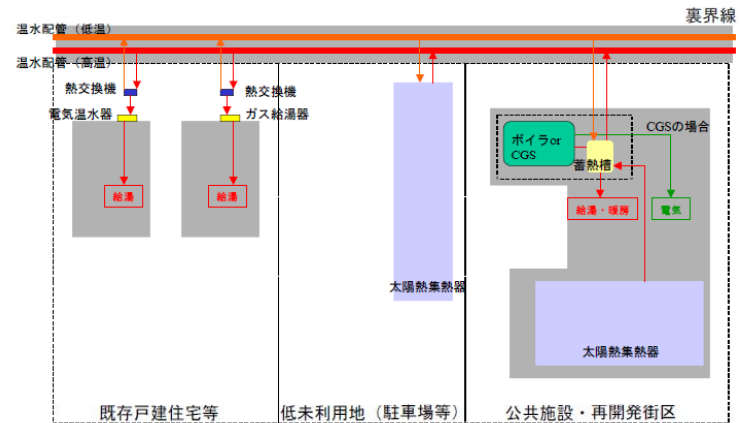 裏界線
温水配管（低温）
温水配管（高温）
熱交換機
熱交換機
電気温水器
ガス給湯器
CGSの場合
ボイラor
CGS
蓄熱槽
給湯
給湯
給湯・暖房
電気
太陽熱集熱器
太陽熱集熱器
既存戸建住宅等
低未利用地（駐車場等）
公共施設・再開発街区